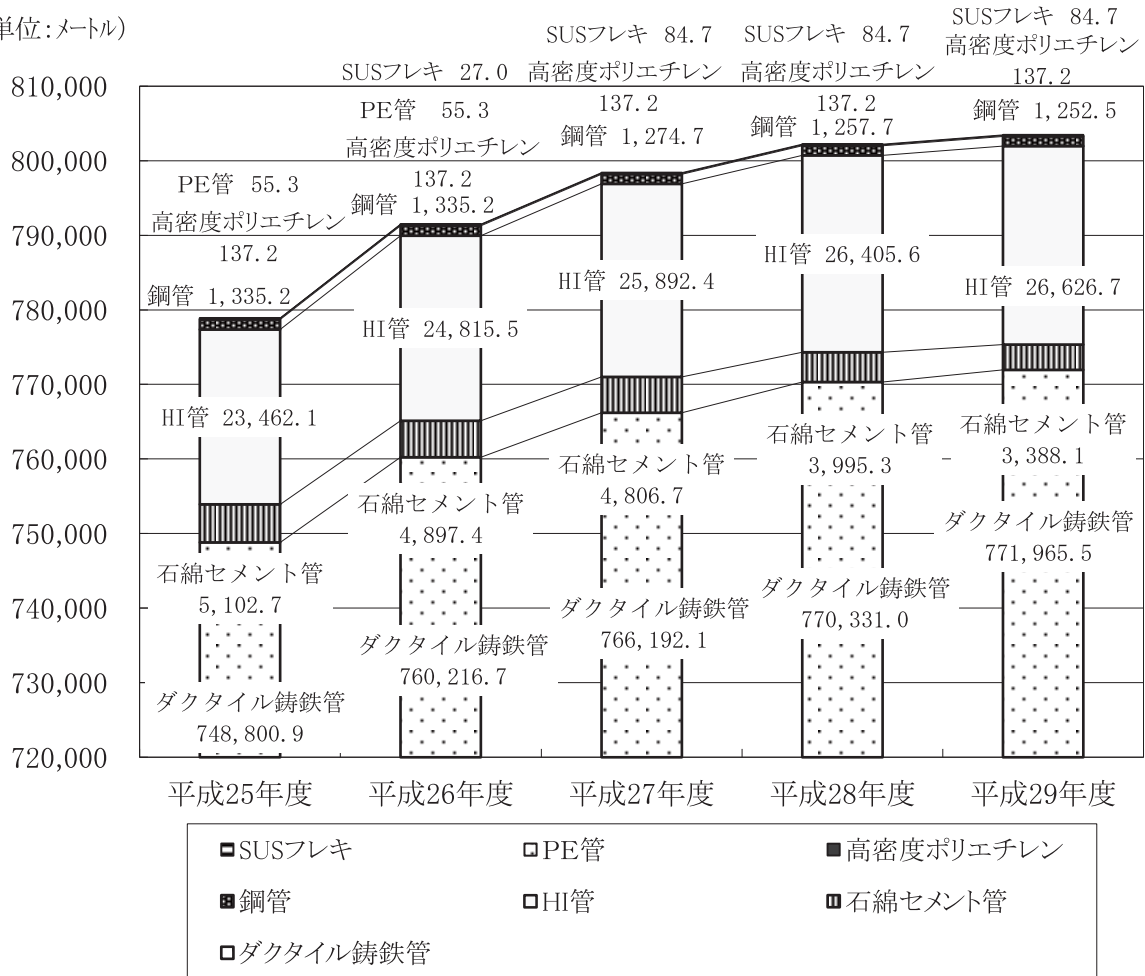 単位:メートル)
810,000
800,000
790,000
780,000
770,000
760,000
750,000
740,000
730,000
720,000
PE管 55.3
高密度ポリエチレン
137.2
鋼管 1,335.2
HI管 23,462.1
石綿セメント管
5,102.7
ダクタイル鋳鉄管
748,800.9
SUSフレキ 27.0
PE管 55.3
高密度ポリエチレン
137.2
鋼管 1,335.2
HI管 24,815.5
石綿セメント管
4,897.4
ダクタイル鋳鉄管
760,216.7
SUSフレキ 84.7
高密度ポリエチレン
137.2
鋼管 1,274.7
HI管 25,892.4
石綿セメント管
4,806.7
ダクタイル鋳鉄管
766,192.1
SUSフレキ 84.7
高密度ポリエチレン
137.2
鋼管 1,257.7
HI管 26,405.6
石綿セメント管
3,995.3
ダクタイル鋳鉄管
770,331.0
SUSフレキ 84.7
高密度ポリエチレン
137.2
鋼管 1,252.5
HI管 26,626.7
石綿セメント管
3,388.1
ダクタイル鋳鉄管
771,965.5
平成25年度 平成26年度 平成27年度 平成28年度 平成29年度
SUSフレキ PE管 高密度ポリエチレン
鋼管 HI管 石綿セメント管
ダクタイル鋳鉄管